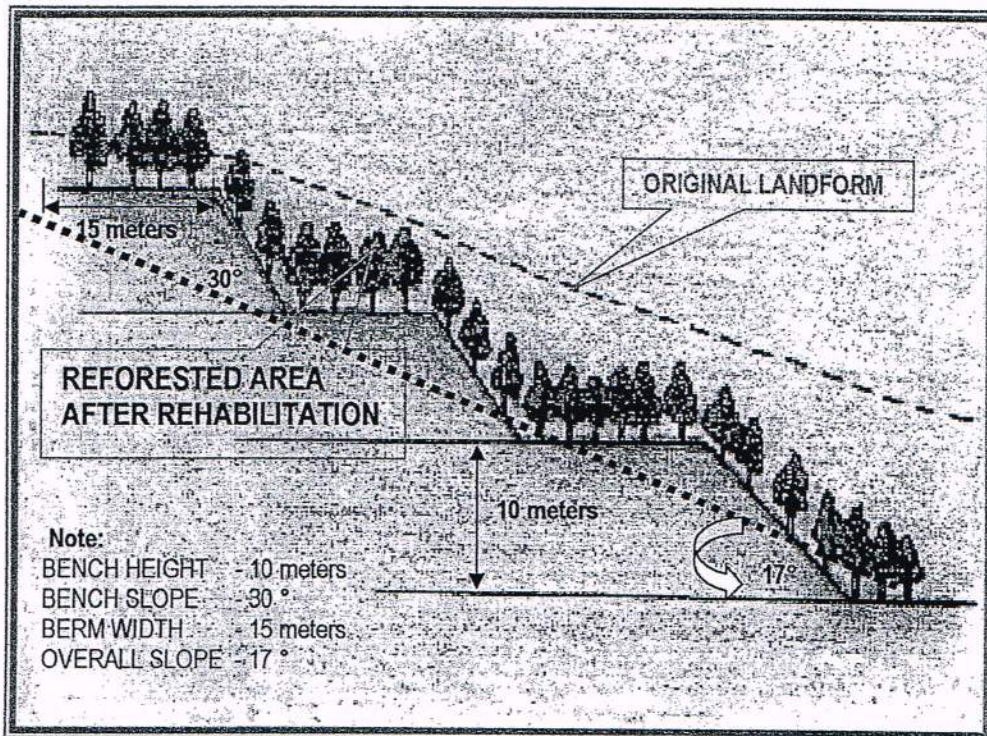 ORIGINAL LANDFORM
15 meters
30°
REFORESTED AREA
AFTER REHABILITATION
10 meters
17°
Note:
BENCH HEIGHT - 10 meters
BENCH SLOPE - 30 °
BERM WIDTH - 15 meters
OVERALL SLOPE - 17 °